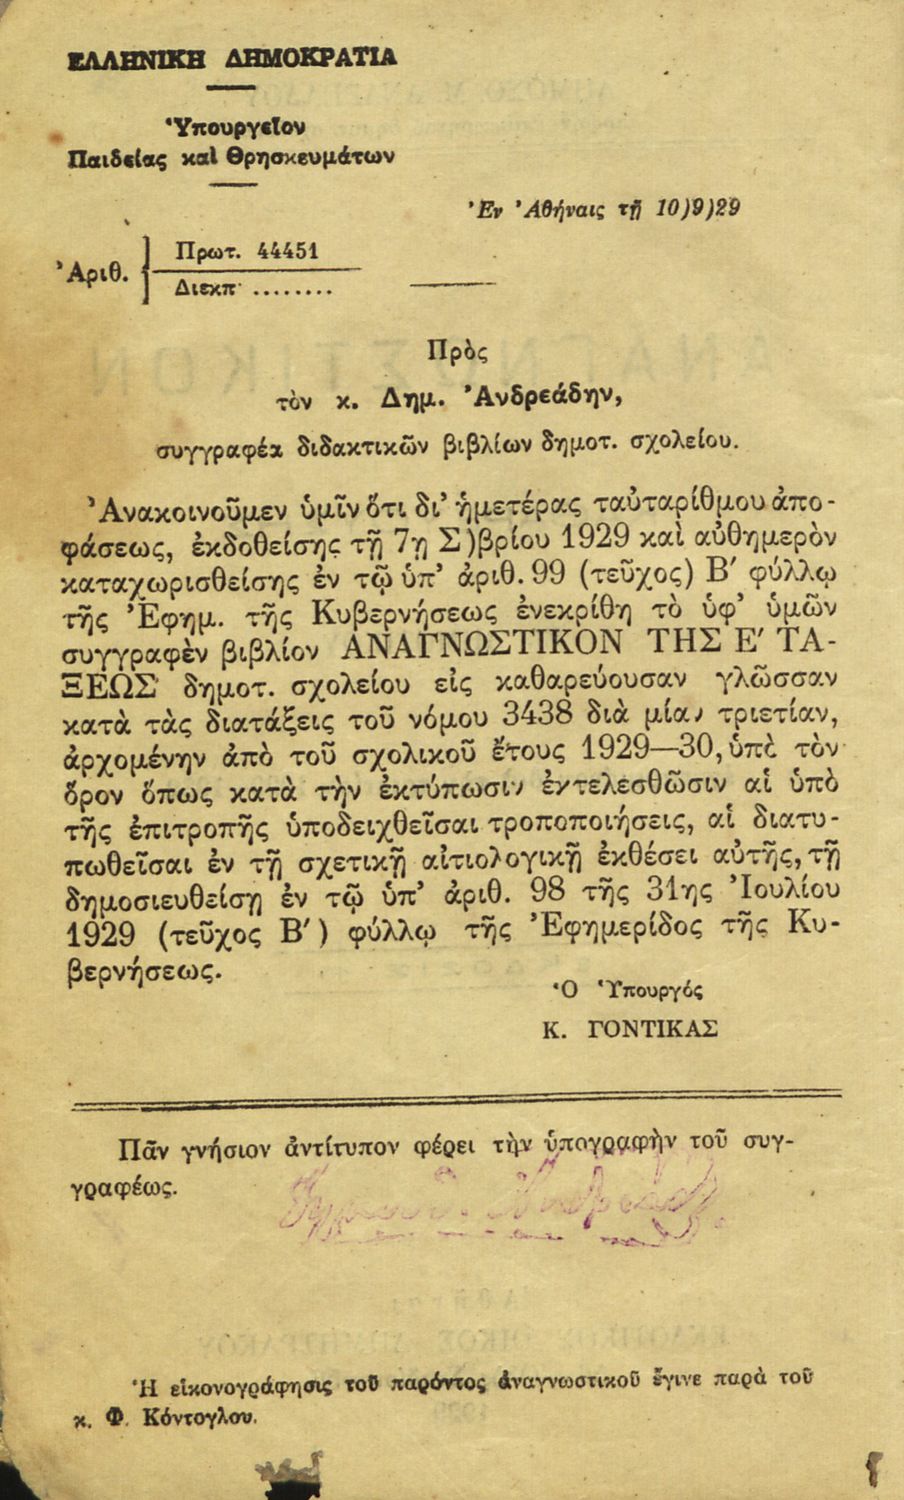 ΕΛΛΗΝΙΚΗ ΔΗΜΟΚΡΑΤΙΑ
Ὑπουργεῖον
Παιδείας καὶ Θρησκευμάτων
Ἐν Ἀθήναις τῇ 10)9)29
Ἀριθ. Πρωτ. 44451
Διεκπ· ........
Πρὸς
τὸν κ. Δημ. Ἀνδρεάδην,
συγγραφέα διδακτικῶν βιβλίων δημοτ. σχολείου.
Ἀνακοινοῦμεν ὑμῖν ὅτι δι' ἡμετέρας ταὐταρίθμου ἀπο-
φάσεως, ἐκδοθείσης τῇ 7ῃ Σ)βρίου 1929 καὶ αὐθημερὸν
καταχωρισθείσης ἐν τῷ ὑπ' ἀριθ. 99 (τεῦχος) Β' φύλλῳ
τῆς Ἐφημ. τῆς Κυβερνήσεως ἐνεκρίθη τὸ ὑφ' ὑμῶν
συγγραφὲν βιβλίον ΑΝΑΓΝΩΣΤΙΚΟΝ ΤΗΣ Ε' ΤΑ-
ΞΕΩΣ δημοτ. σχολείου εἰς καθαρεύουσαν γλῶσσαν
κατὰ τὰς διατάξεις τοῦ νόμου 3438 διὰ μίαν τριετίαν,
ἀρχομένην ἀπὸ τοῦ σχολικοῦ ἔτους 1929—30, ὑπὸ τὸν
ὅρον ὅπως κατὰ τὴν ἐκτύπωσιν ἐκτελεσθῶσιν αἱ ὑπὸ
τῆς ἐπιτροπῆς ὑποδειχθεῖσαι τροποποιήσεις, αἱ διατυ-
πωθεῖσαι ἐν τῇ σχετικῇ αἰτιολογικῇ ἐκθέσει αὐτῆς, τῇ
δημοσιευθείσῃ ἐν τῷ ὑπ' ἀριθ. 98 τῆς 31ης Ἰουλίου
1929 (τεῦχος Β') φύλλῳ τῆς Ἐφημερίδος τῆς Κυ-
βερνήσεως.
Ὁ Ὑπουργός
Κ. ΓΟΝΤΙΚΑΣ
Πᾶν γνήσιον ἀντίτυπον φέρει τὴν ὑπογραφὴν τοῦ συγ-
γραφέως.
Ἡ εἰκονογράφησις τοῦ παρόντος ἀναγνωστικοῦ ἔγινε παρὰ τοῦ
κ. Φ. Κόντογλου.